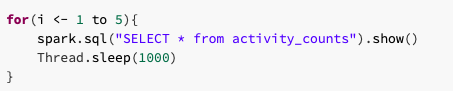 for(i <- 1 to 5){
    spark.sql("SELECT * from activity_counts").show()
    Thread.sleep(1000)
}